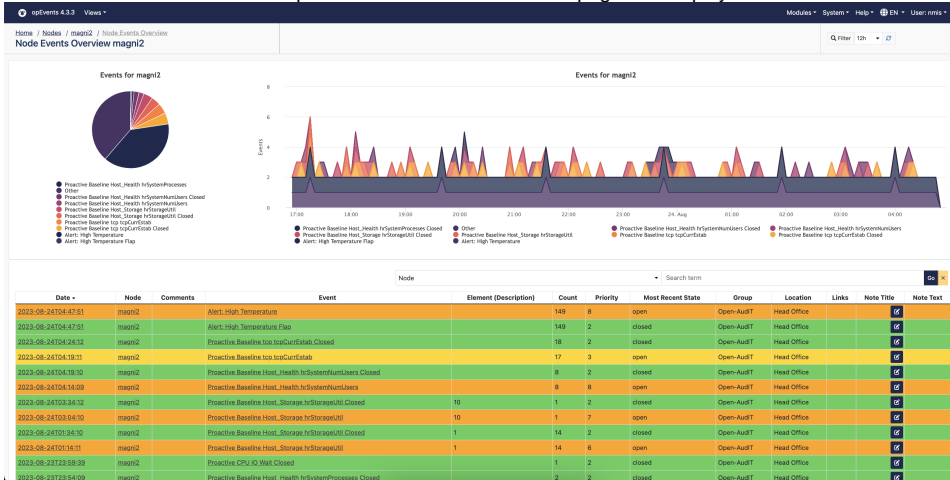 opEvents 4.3.3 Views Modules System Help EN User: nmis
Home / Nodes / magni2 / Node Events Overview
Node Events Overview magni2
Filter 12h
Events for magni2
Proactive Baseline Host_Health hrSystemProcesses
Other
Proactive Baseline Host_Health hrSystemNumUsers Closed
Proactive Baseline Host_Health hrSystemNumUsers
Proactive Baseline Host_Storage hrStorageUtil
Proactive Baseline Host_Storage hrStorageUtil Closed
Proactive Baseline tcp tcpCurrEstab
Proactive Baseline tcp tcpCurrEstab Closed
Alert: High Temperature
Alert: High Temperature Flap
Events for magni2
Events
8
6
4
2
0
17:00 18:00 19:00 20:00 21:00 22:00 23:00 24. Aug 01:00 02:00 03:00 04:00
Proactive Baseline Host_Health hrSystemProcesses Closed Other Proactive Baseline Host_Health hrSystemNumUsers Closed Proactive Baseline Host_Health hrSystemNumUsers
Proactive Baseline Host_Storage hrStorageUtil Closed Proactive Baseline Host_Storage hrStorageUtil Proactive Baseline tcp tcpCurrEstab Proactive Baseline tcp tcpCurrEstab Closed
Alert: High Temperature Flap Alert: High Temperature
Node Search term Go ×
Date Node Comments Event Element (Description) Count Priority Most Recent State Group Location Links Note Title Note Text
2023-08-24T04:47:51 magni2 Alert: High Temperature 149 8 open Open-AudIT Head Office
2023-08-24T04:47:51 magni2 Alert: High Temperature Flap 149 2 closed Open-AudIT Head Office
2023-08-24T04:24:12 magni2 Proactive Baseline tcp tcpCurrEstab Closed 18 2 closed Open-AudIT Head Office
2023-08-24T04:19:11 magni2 Proactive Baseline tcp tcpCurrEstab 17 3 open Open-AudIT Head Office
2023-08-24T04:19:10 magni2 Proactive Baseline Host_Health hrSystemNumUsers Closed 8 2 closed Open-AudIT Head Office
2023-08-24T04:14:09 magni2 Proactive Baseline Host_Health hrSystemNumUsers 8 8 open Open-AudIT Head Office
2023-08-24T03:34:12 magni2 Proactive Baseline Host_Storage hrStorageUtil Closed 10 1 2 closed Open-AudIT Head Office
2023-08-24T03:04:10 magni2 Proactive Baseline Host_Storage hrStorageUtil 10 1 7 open Open-AudIT Head Office
2023-08-24T01:34:10 magni2 Proactive Baseline Host_Storage hrStorageUtil Closed 1 14 2 closed Open-AudIT Head Office
2023-08-24T01:14:11 magni2 Proactive Baseline Host_Storage hrStorageUtil 1 14 6 open Open-AudIT Head Office
2023-08-23T23:59:39 magni2 Proactive CPU IO Wait Closed 1 2 closed Open-AudIT Head Office
2023-08-23T23:54:09 magni2 Proactive Baseline Host_Health hrSystemProcesses Closed 2 2 closed Open-AudIT Head Office